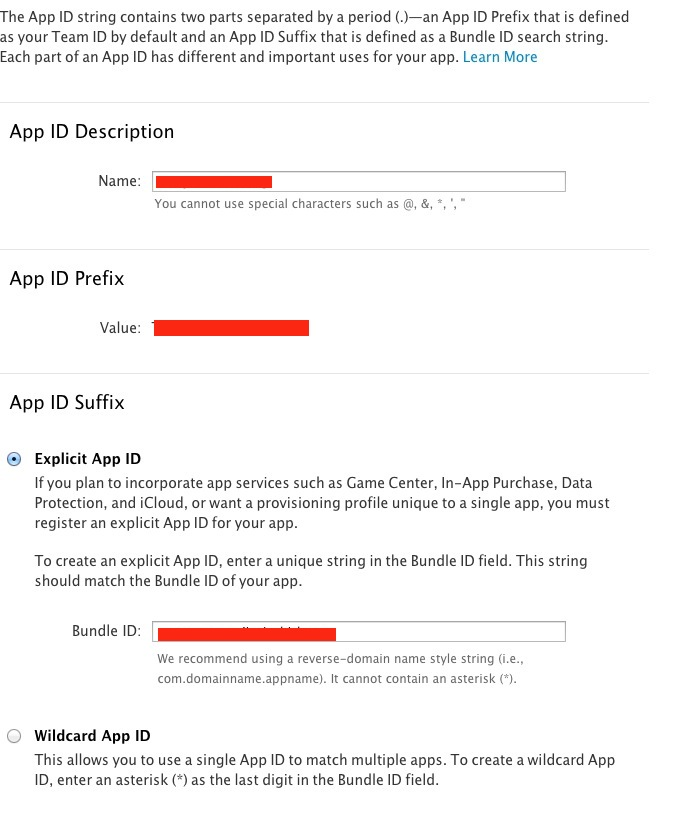 The App ID string contains two parts separated by a period (.)—an App ID Prefix that is defined
as your Team ID by default and an App ID Suffix that is defined as a Bundle ID search string.
Each part of an App ID has different and important uses for your app. Learn More
App ID Description
Name:
You cannot use special characters such as @, &, *, ', "
App ID Prefix
Value:
App ID Suffix
Explicit App ID
If you plan to incorporate app services such as Game Center, In-App Purchase, Data
Protection, and iCloud, or want a provisioning profile unique to a single app, you must
register an explicit App ID for your app.
To create an explicit App ID, enter a unique string in the Bundle ID field. This string
should match the Bundle ID of your app.
Bundle ID:
We recommend using a reverse-domain name style string (i.e.,
com.domainname.appname). It cannot contain an asterisk (*).
Wildcard App ID
This allows you to use a single App ID to match multiple apps. To create a wildcard App
ID, enter an asterisk (*) as the last digit in the Bundle ID field.